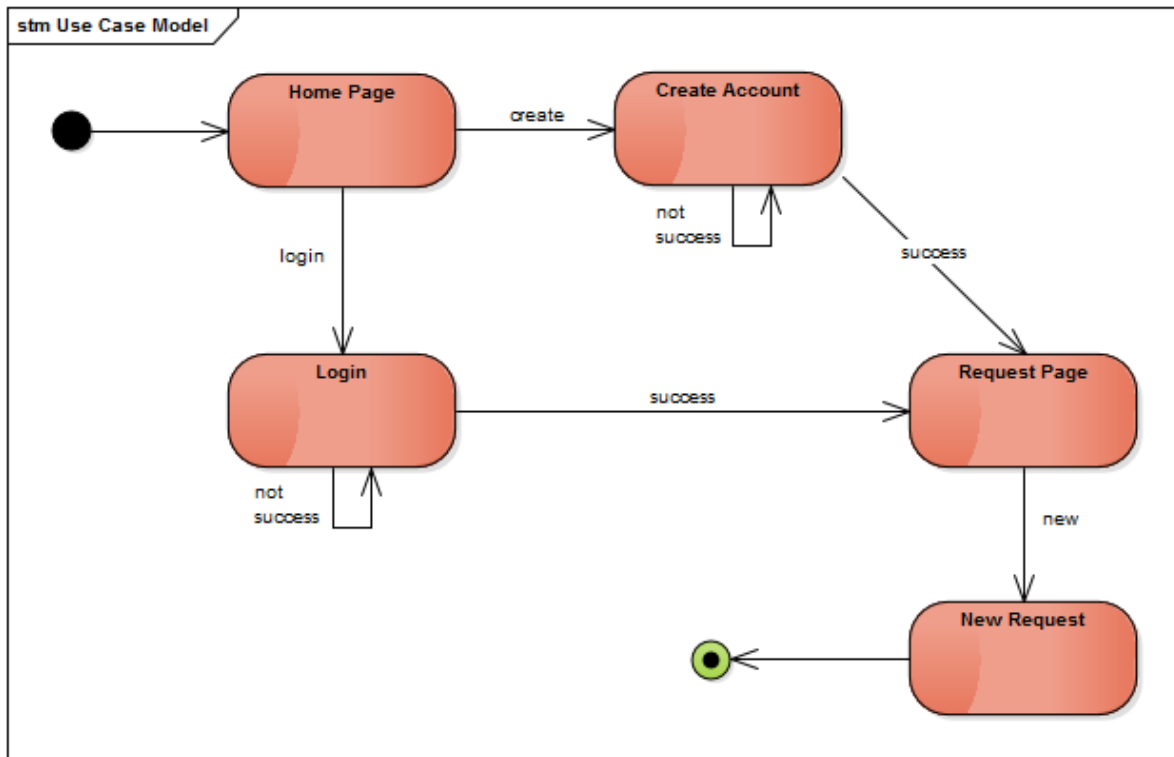 stm Use Case Model
Home Page
Create Account
create
not
success
success
login
Login
Request Page
success
not
success
new
New Request